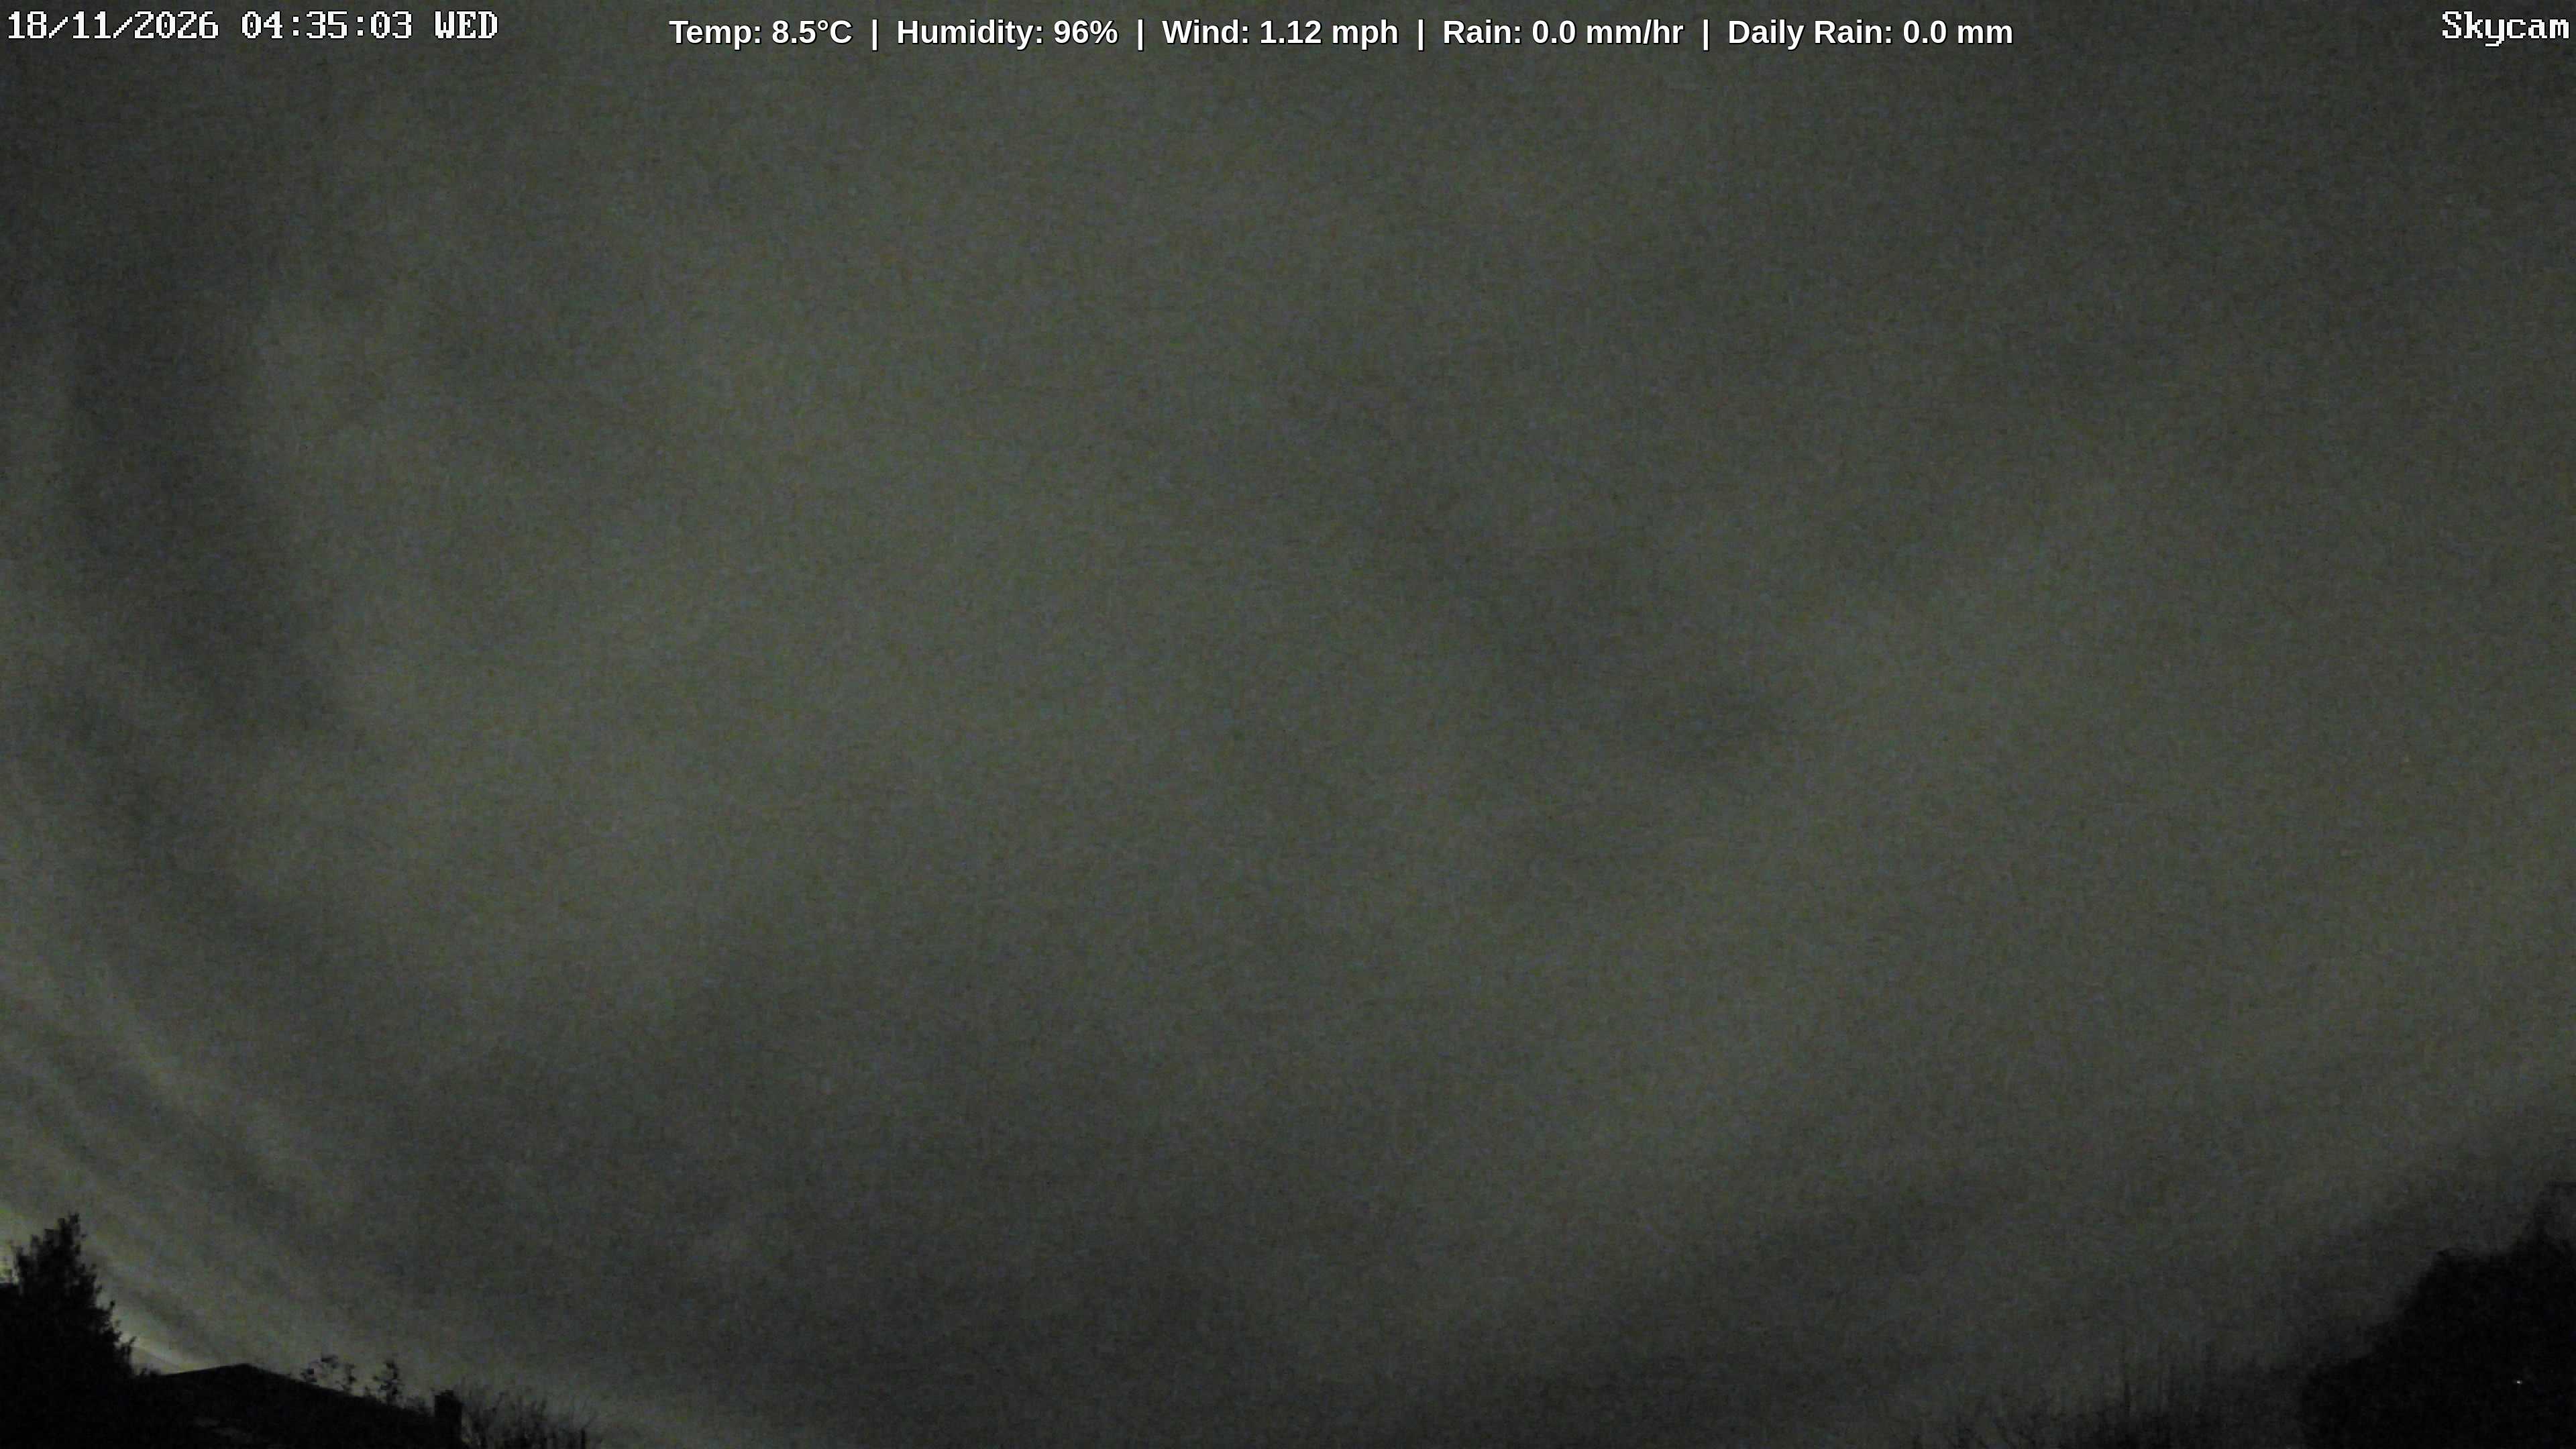 18/11/2026 04:35:03 WED
Temp: 8.5°C | Humidity: 96% | Wind: 1.12 mph | Rain: 0.0 mm/hr | Daily Rain: 0.0 mm
Skycam